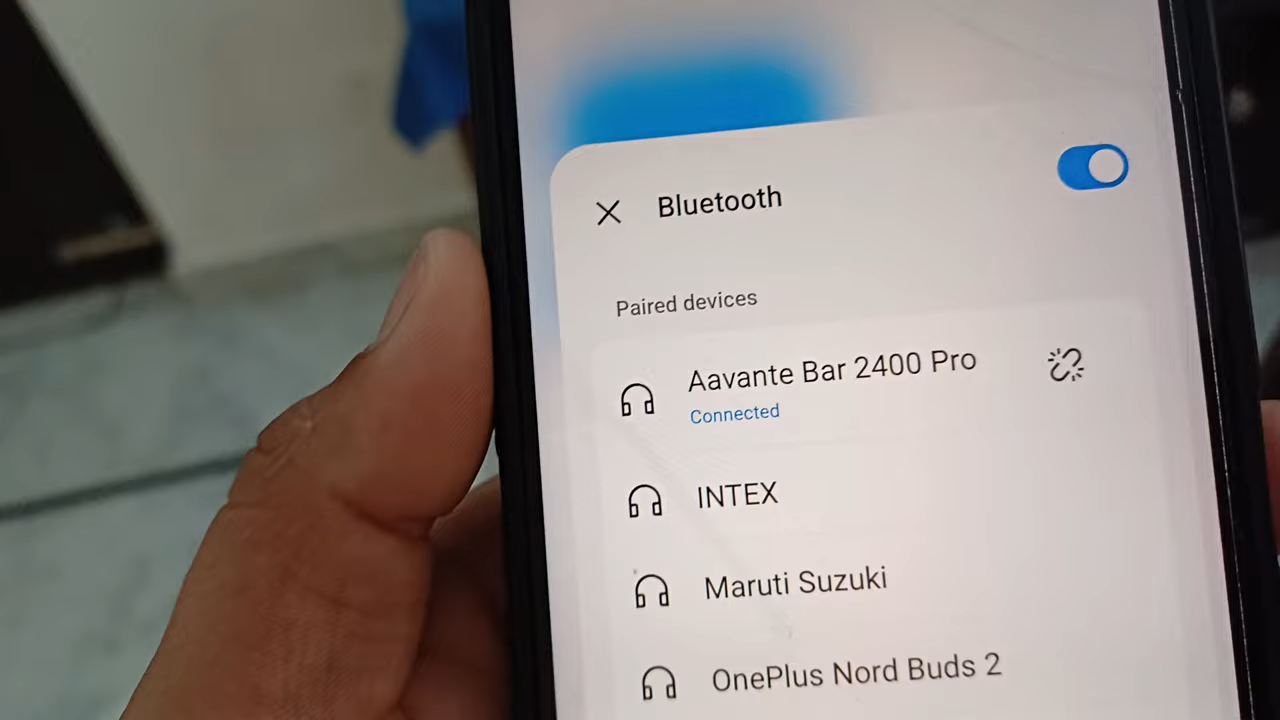 Bluetooth
Paired devices
Aavante Bar 2400 Pro
Connected
INTEX
Maruti Suzuki
OnePlus Nord Buds 2